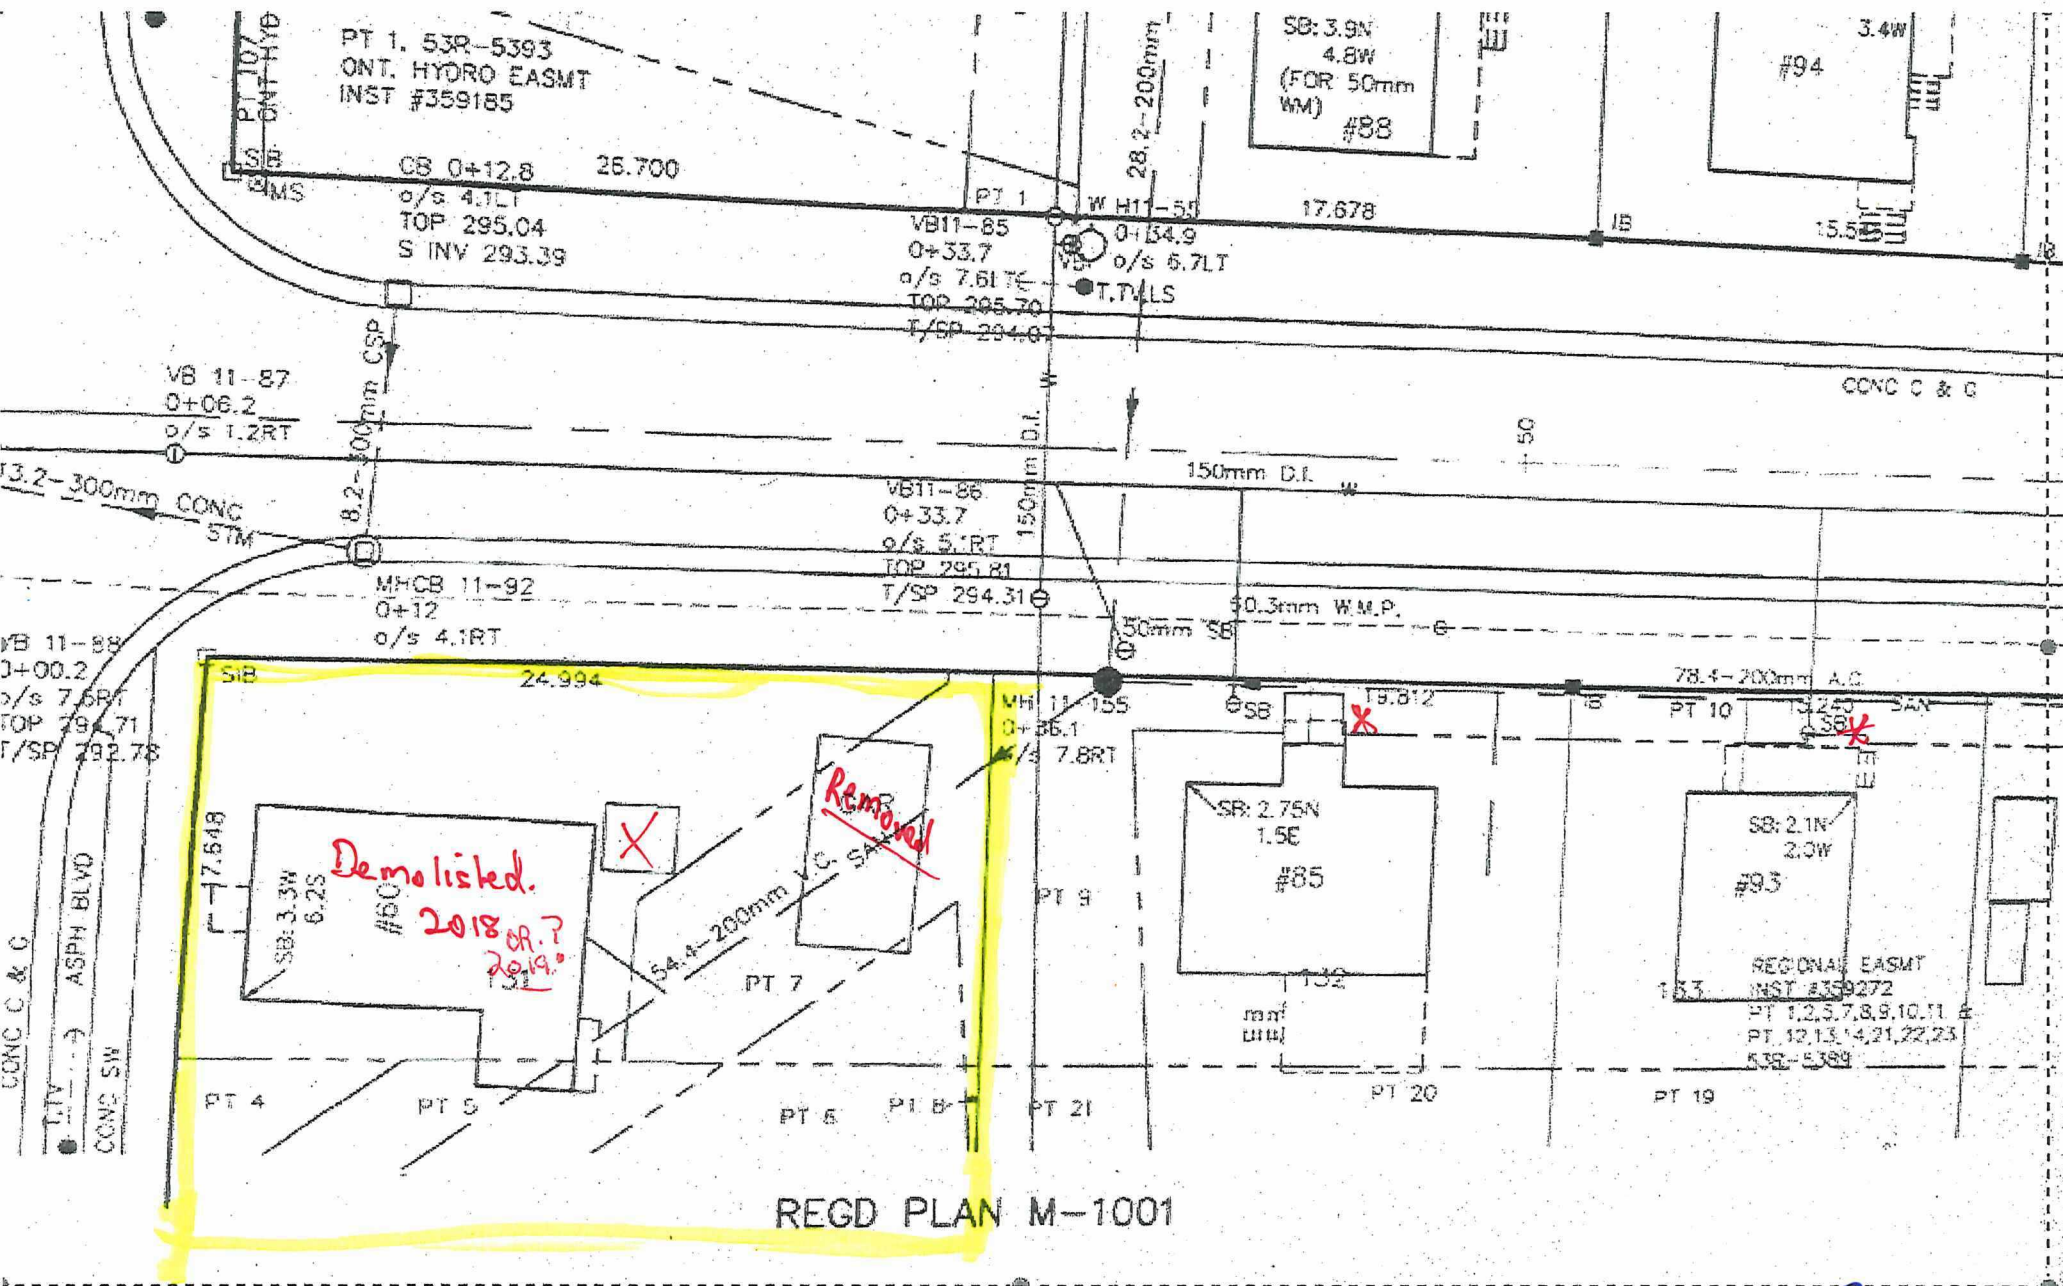 PT 107
ONT HYD
PT 1. 53R-5393
ONT. HYDRO EASMT
INST #359185
SIB
MS
CB 0+12.8
o/s 4.1LT
TOP 295.04
S INV 293.39
26.700
PT 1
VB11-85
0+33.7
o/s 7.6LT
TOP 295.70
T/SP 294.07
28.2-200mm
W
H11-55
0+34.9
o/s 6.7LT
VB
T.T.
LS
SB: 3.9N
4.8W
(FOR 50mm
WM)
#88
17.678
IB
3.4W
#94
15.5
IB
CONC C & G
VB 11-87
0+06.2
o/s 1.2RT
8.2-300mm CSP
13.2-300mm CONC
STM
150mm D.I.
50
150mm D.I.
W
VB11-86
0+33.7
o/s 5.1RT
TOP 295.81
T/SP 294.31
MHCB 11-92
0+12
o/s 4.1RT
50mm SB
60.3mm W.M.P.
G
VB 11-88
0+00.2
o/s 7.6RT
TOP 294.71
T/SP 292.78
SIB
24.994
MH 11-155
0+36.1
o/s 7.8RT
SB
X
19.812
IB
78.4-200mm A.C.
PT 10
15.240
SAN
SB
X
17.648
SB: 3.3W
6.2S
#60
Demolished.
2018 OR.?
2019.
131
X
Removed
54.4-200mm V.C.
SAN
PT 7
PT 9
SB: 2.75N
1.5E
#85
132
SB: 2.1N
2.0W
#93
133
REGIONAL EASMT
INST #359272
PT 1,2,5,7,8,9,10,11 &
PT 12,13,14,21,22,23
53R-5389
CONC C & G
T.TV
ASPH BLVD
CONC SW
PT 4
PT 5
PT 6
PT 8
PT 21
PT 20
PT 19
REGD PLAN M-1001